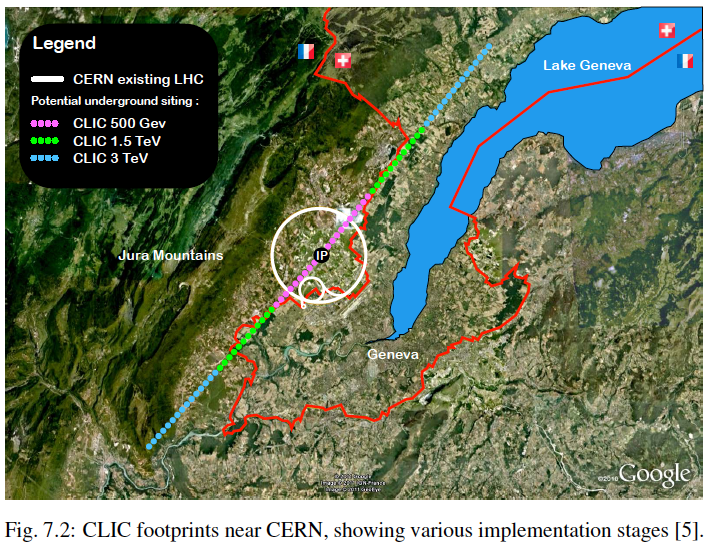 Legend
CERN existing LHC
Potential underground siting :
CLIC 500 Gev
CLIC 1.5 TeV
CLIC 3 TeV
Lake Geneva
Jura Mountains
IP
Geneva
©2010 Google
Fig. 7.2: CLIC footprints near CERN, showing various implementation stages [5].